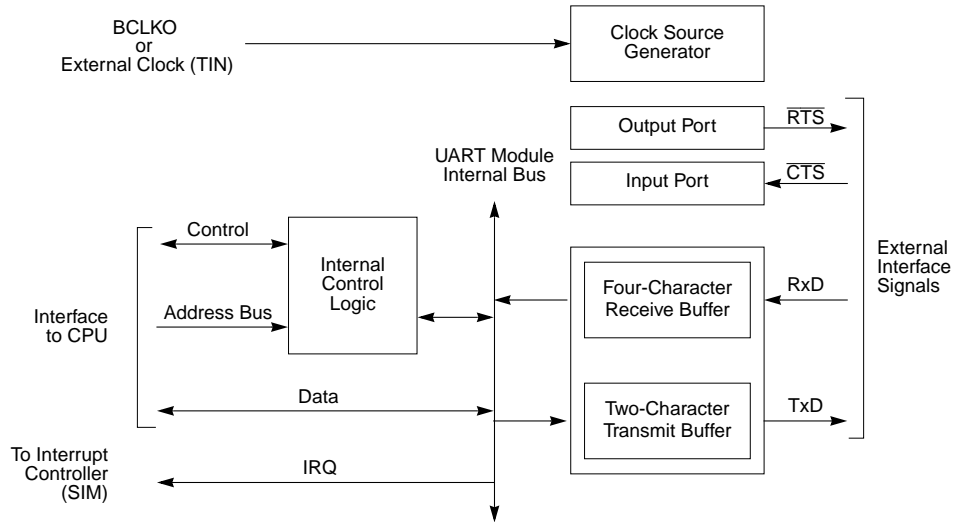 BCLKO
or
External Clock (TIN)
Clock Source
Generator
Output Port
RTS
UART Module
Internal Bus
Input Port
CTS
Control
Internal
Control
Logic
External
Interface
Signals
Four-Character
Receive Buffer
RxD
Interface
to CPU
Address Bus
Data
Two-Character
Transmit Buffer
TxD
To Interrupt
Controller
(SIM)
IRQ